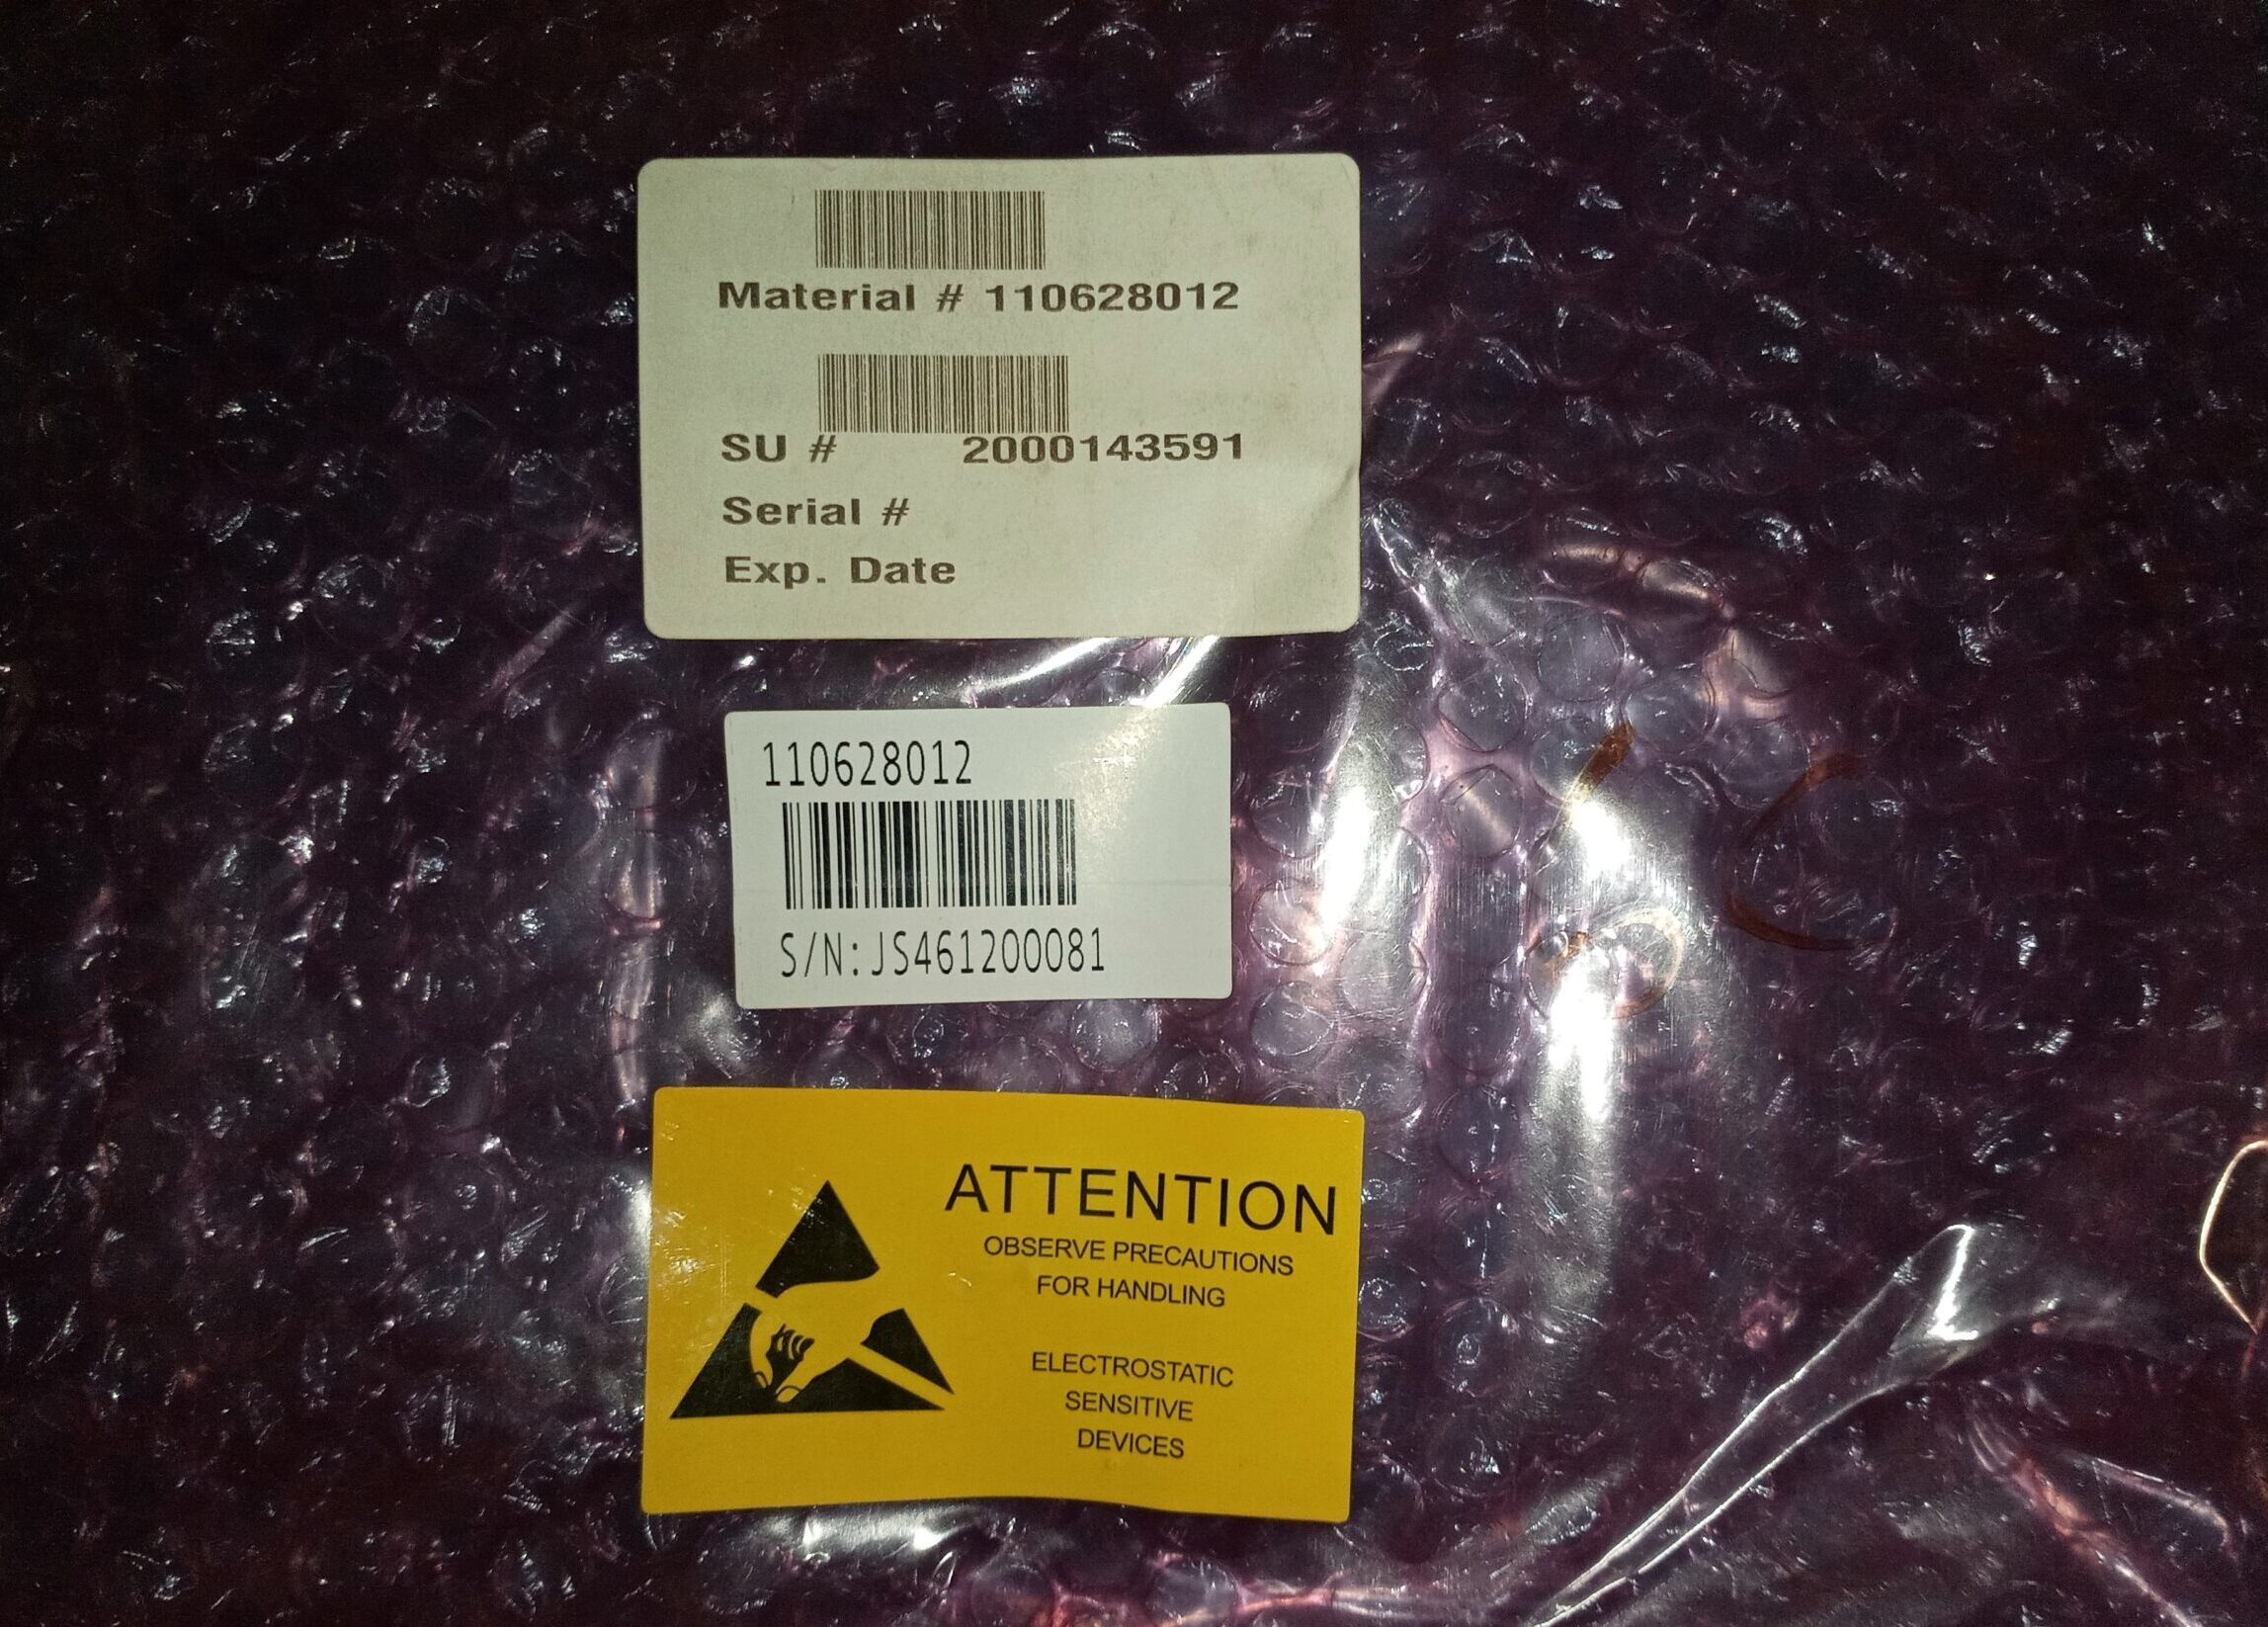 Material # 110628012
SU # 2000143591
Serial #
Exp. Date
110628012
S/N:JS461200081
ATTENTION
OBSERVE PRECAUTIONS
FOR HANDLING
ELECTROSTATIC
SENSITIVE
DEVICES